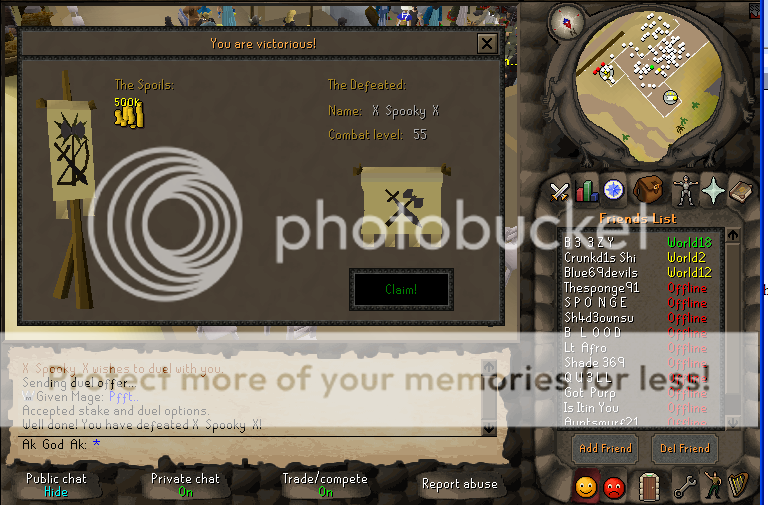 You are victorious!
The Spoils:
500K
The Defeated:
Name: X Spooky X
Combat level: 55
Claim!
Friends List
B 3 3 Z Y World18
Crunkd1s Shi World2
Blue69devils World12
Thesponge91 Offline
S P O N G E Offline
Sh4d3ownsu Offline
B L O O D Offline
Lt Afro Offline
Shade 369 Offline
Q U 3 L L Offline
Got Purp Offline
Is Itin You Offline
Auntsmurf21 Offline
Add Friend
Del Friend
photobucket
Protect more of your memories for less!
X Spooky X wishes to duel with you.
Sending duel offer...
Given Mage: Pfft..
Accepted stake and duel options.
Well done! You have defeated X Spooky X!
Ak God Ak: *
Public chat
Hide
Private chat
On
Trade/compete
On
Report abuse